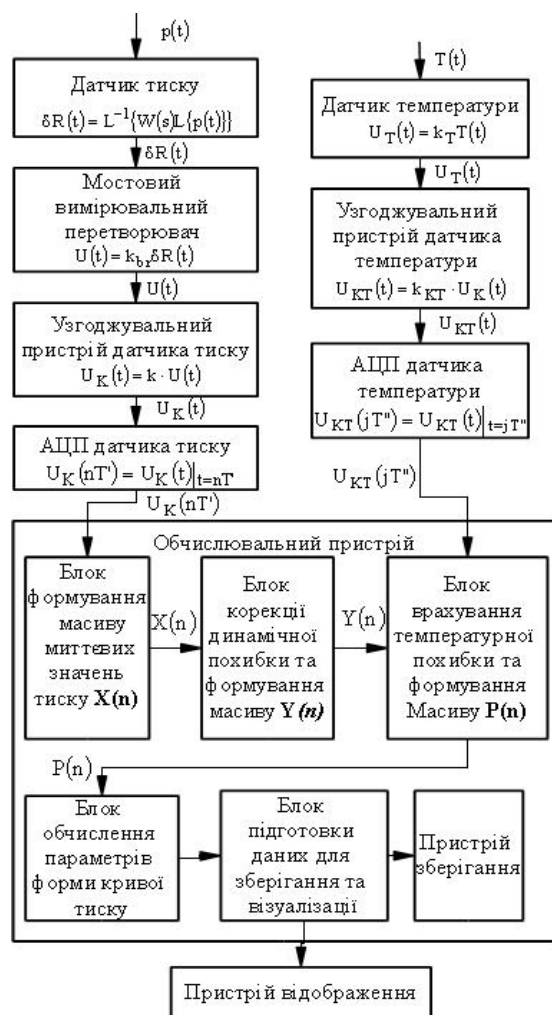 p(t)
Датчик тиску
δR(t) = L⁻¹{W(s)L{p(t)}}
δR(t)
Мостовий
вимірювальний
перетворювач
U(t) = k_br δR(t)
U(t)
Узгоджувальний
пристрій датчика тиску
U_K(t) = k · U(t)
U_K(t)
АЦП датчика тиску
U_K(nT') = U_K(t)|t=nT'
U_K(nT')
T(t)
Датчик температури
U_T(t) = k_T T(t)
U_T(t)
Узгоджувальний
пристрій датчика
температури
U_KT(t) = k_KT · U_K(t)
U_KT(t)
АЦП датчика
температури
U_KT(jT") = U_KT(t)|t=jT"
U_KT(jT")
Обчислювальний пристрій
Блок
формування
масиву
миттєвих
значень
тиску X(n)
X(n)
Блок
корекції
динамічної
похибки та
формування
масиву Y(n)
Y(n)
Блок
врахування
температурної
похибки та
формування
Масиву P(n)
P(n)
Блок
обчислення
параметрів
форми кривої
тиску
Блок
підготовки
даних для
зберігання та
візуалізації
Пристрій
зберігання
Пристрій відображення